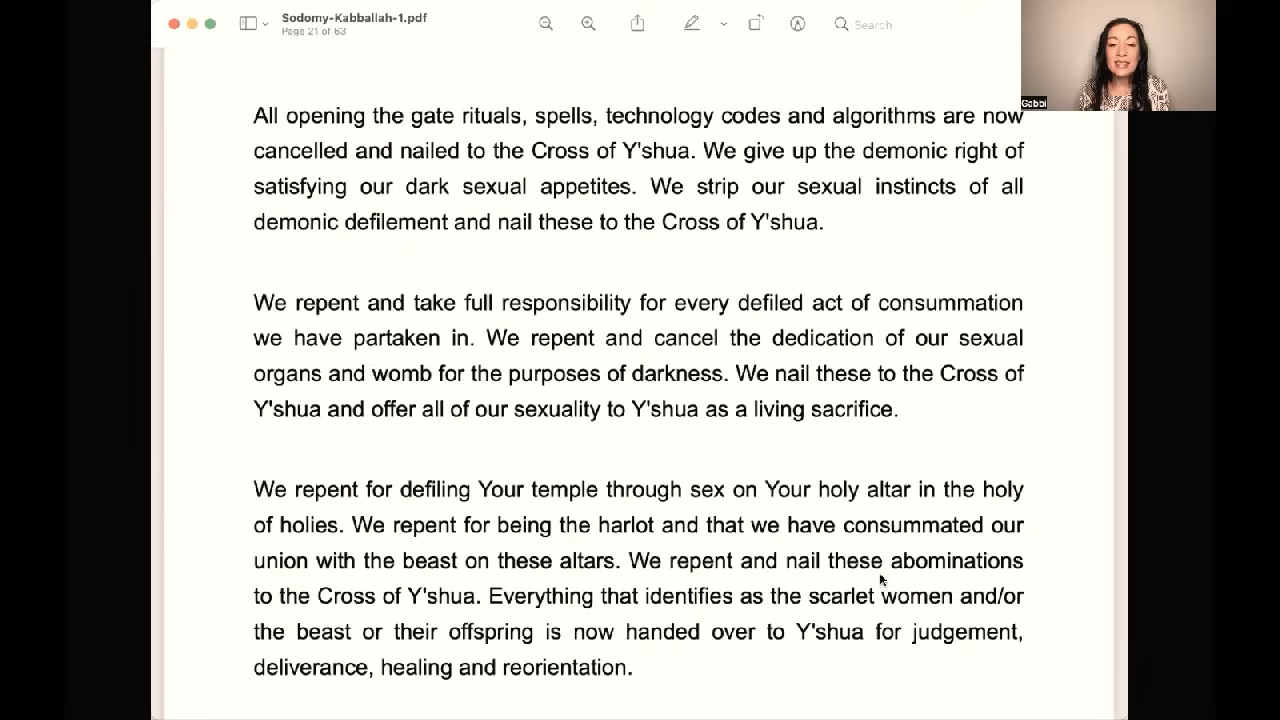 Sodomy-Kabballah-1.pdf
Page 21 of 63
Search
Gabbi
All opening the gate rituals, spells, technology codes and algorithms are now
cancelled and nailed to the Cross of Y'shua. We give up the demonic right of
satisfying our dark sexual appetites. We strip our sexual instincts of all
demonic defilement and nail these to the Cross of Y'shua.
We repent and take full responsibility for every defiled act of consummation
we have partaken in. We repent and cancel the dedication of our sexual
organs and womb for the purposes of darkness. We nail these to the Cross of
Y'shua and offer all of our sexuality to Y'shua as a living sacrifice.
We repent for defiling Your temple through sex on Your holy altar in the holy
of holies. We repent for being the harlot and that we have consummated our
union with the beast on these altars. We repent and nail these abominations
to the Cross of Y'shua. Everything that identifies as the scarlet women and/or
the beast or their offspring is now handed over to Y'shua for judgement,
deliverance, healing and reorientation.